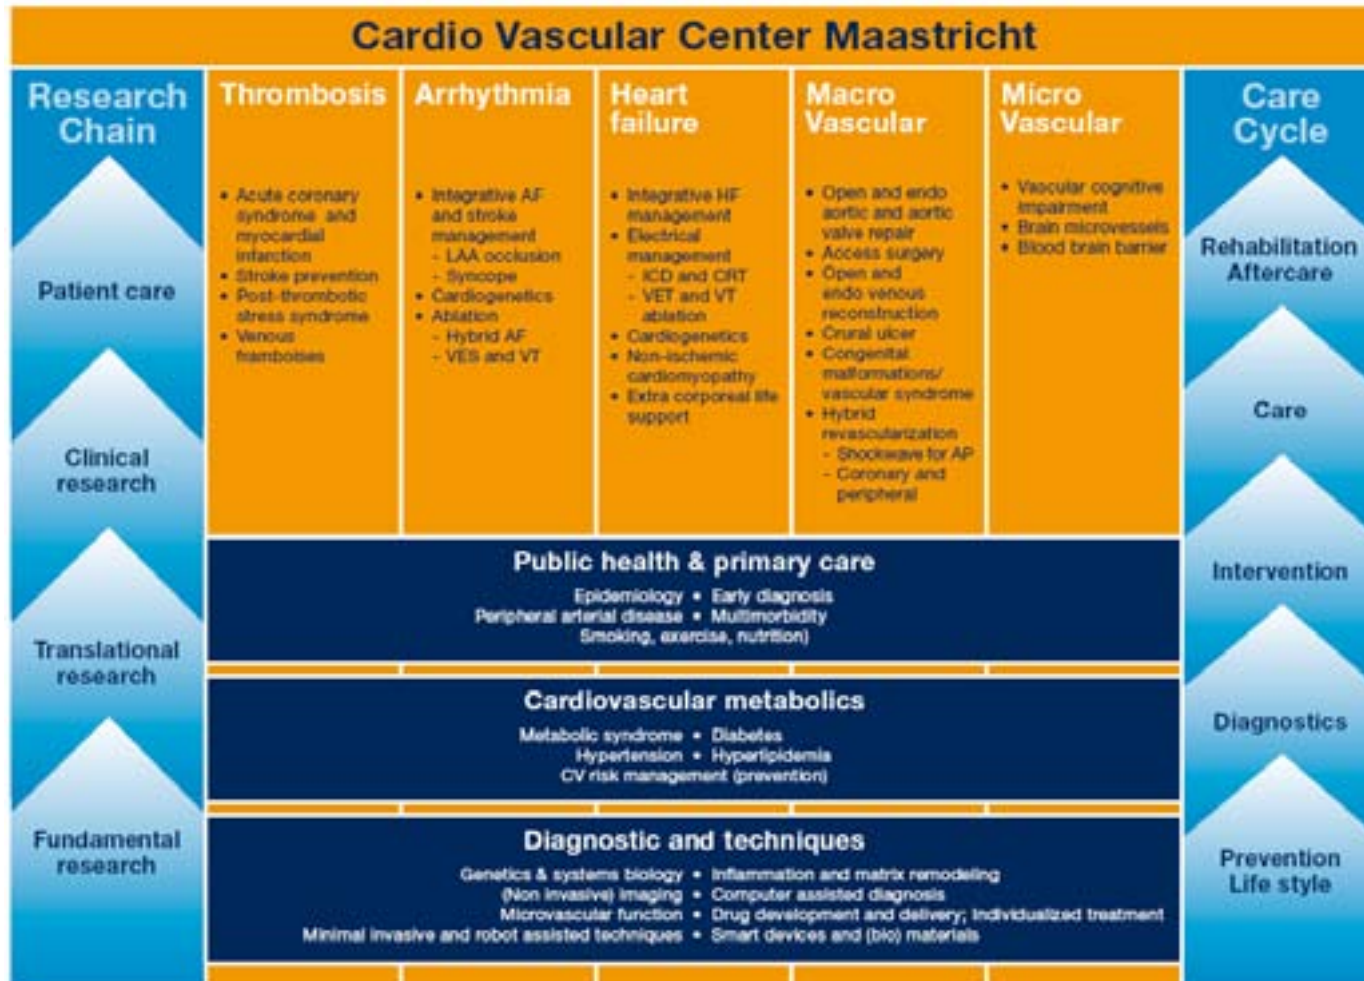 Cardio Vascular Center Maastricht
Research
Chain
Patient care
Clinical
research
Translational
research
Fundamental
research
Thrombosis
• Acute coronary
syndrome and
myocardial
infarction
• Stroke prevention
• Post-thrombotic
stress syndrome
• Venous
framboises
Arrhythmia
• Integrative AF
and stroke
management
- LAA occlusion
- Syncope
• Cardiogenetics
• Ablation
- Hybrid AF
- VES and VT
Heart
failure
• Integrative HF
management
• Electrical
management
- ICD and CRT
- VET and VT
ablation
• Cardiogenetics
• Non-ischemic
cardiomyopathy
• Extra corporeal life
support
Macro
Vascular
• Open and endo
aortic and aortic
valve repair
• Access surgery
• Open and
endo venous
reconstruction
• Crural ulcer
• Congenital
malformations/
vascular syndrome
• Hybrid
revascularization
- Shockwave for AP
- Coronary and
peripheral
Micro
Vascular
• Vascular cognitive
impairment
• Brain microvessels
• Blood brain barrier
Public health & primary care
Epidemiology • Early diagnosis
Peripheral arterial disease • Multimorbidity
Smoking, exercise, nutrition)
Cardiovascular metabolics
Metabolic syndrome • Diabetes
Hypertension • Hyperlipidemia
CV risk management (prevention)
Diagnostic and techniques
Genetics & systems biology • Inflammation and matrix remodeling
(Non invasive) imaging • Computer assisted diagnosis
Microvascular function • Drug development and delivery; Individualized treatment
Minimal invasive and robot assisted techniques • Smart devices and (bio) materials
Care
Cycle
Rehabilitation
Aftercare
Care
Intervention
Diagnostics
Prevention
Life style